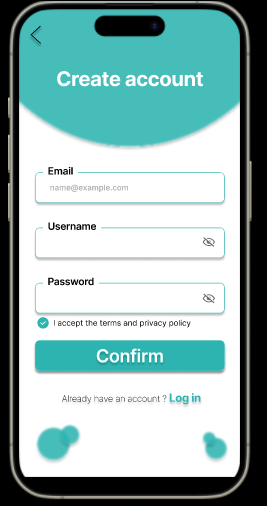 Create account
Email
name@example.com
Username
Password
I accept the terms and privacy policy
Confirm
Already have an account ? Log in